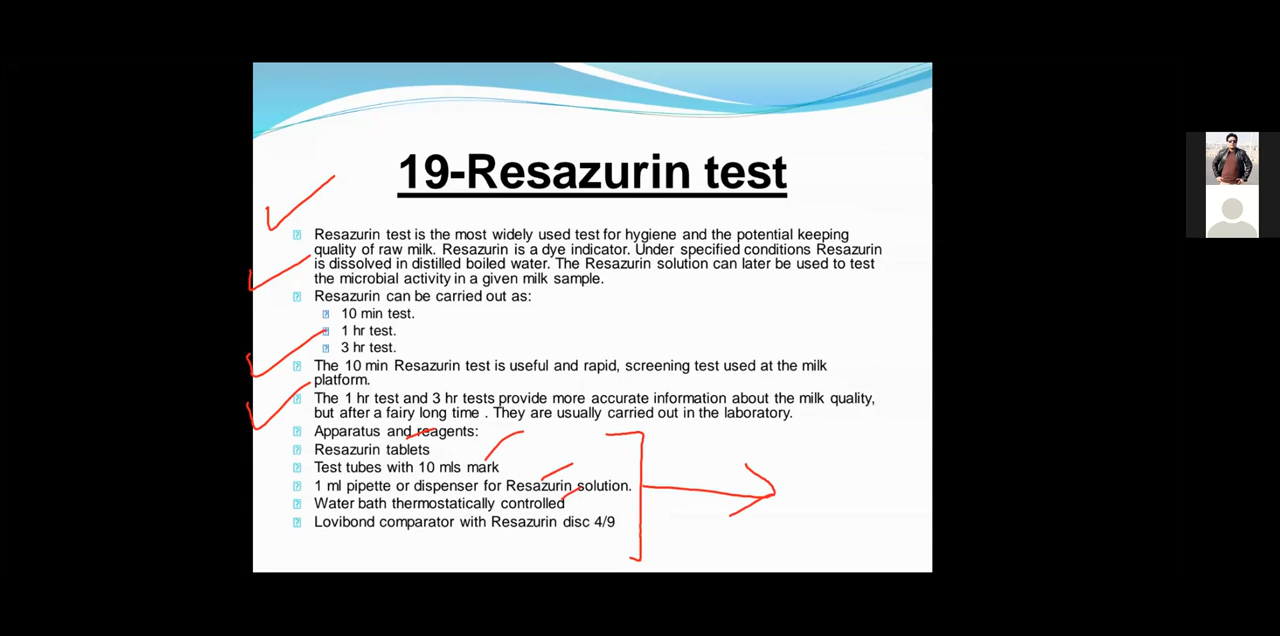 19-Resazurin test
Resazurin test is the most widely used test for hygiene and the potential keeping
quality of raw milk. Resazurin is a dye indicator. Under specified conditions Resazurin
is dissolved in distilled boiled water. The Resazurin solution can later be used to test
the microbial activity in a given milk sample.
Resazurin can be carried out as:
10 min test.
1 hr test.
3 hr test.
The 10 min Resazurin test is useful and rapid, screening test used at the milk
platform.
The 1 hr test and 3 hr tests provide more accurate information about the milk quality,
but after a fairy long time . They are usually carried out in the laboratory.
Apparatus and reagents:
Resazurin tablets
Test tubes with 10 mls mark
1 ml pipette or dispenser for Resazurin solution.
Water bath thermostatically controlled
Lovibond comparator with Resazurin disc 4/9